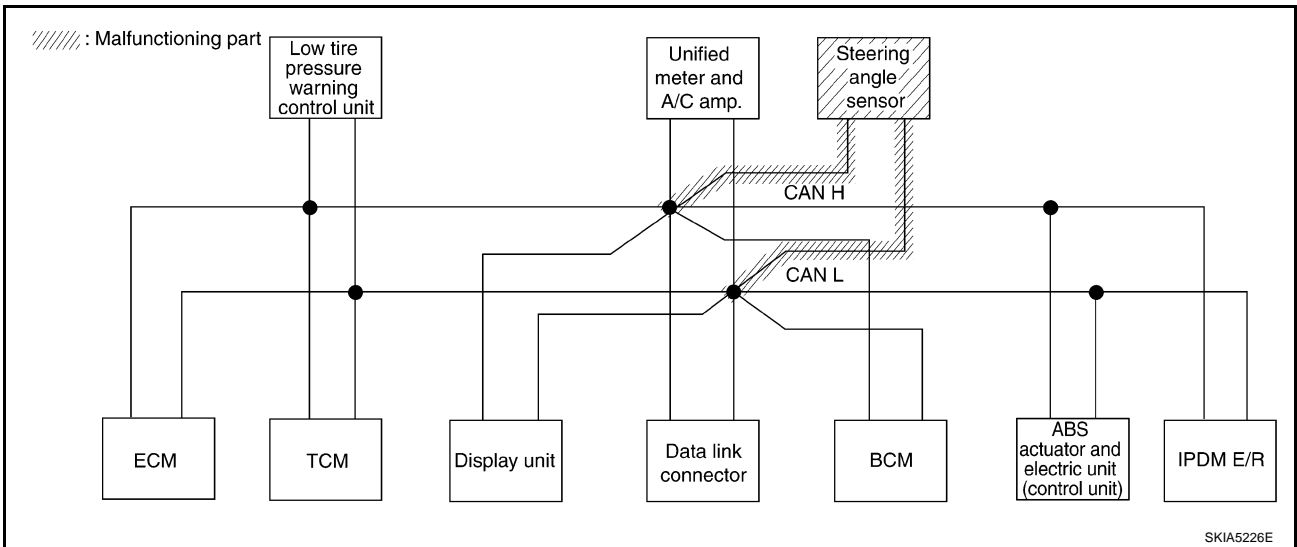 : Malfunctioning part
Low tire
pressure
warning
control unit
Unified
meter and
A/C amp.
Steering
angle
sensor
CAN H
CAN L
ECM
TCM
Display unit
Data link
connector
BCM
ABS
actuator and
electric unit
(control unit)
IPDM E/R
SKIA5226E